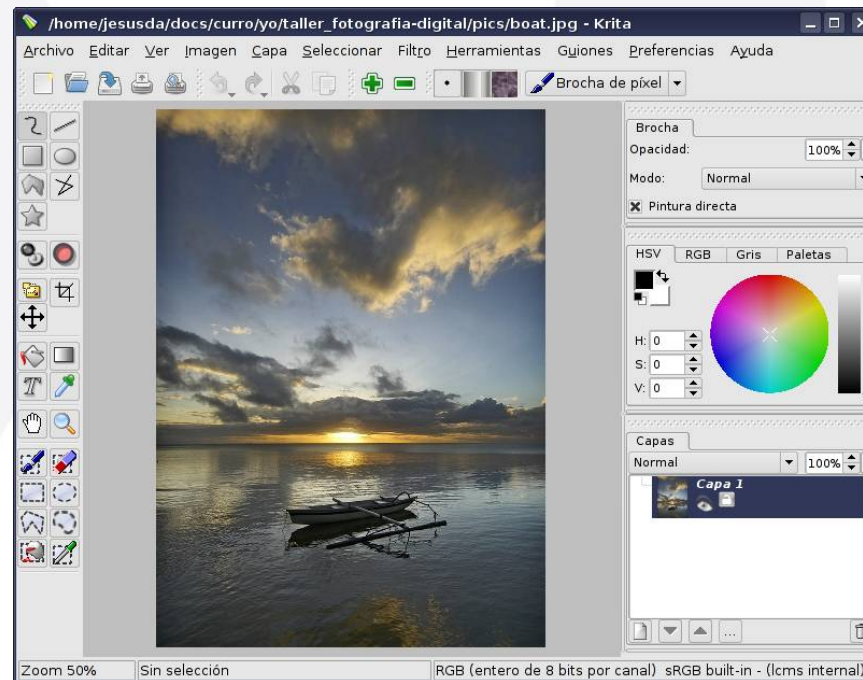 /home/jesusda/docs/curro/yo/taller_fotografia-digital/pics/boat.jpg - Krita
Archivo Editar Ver Imagen Capa Seleccionar Filtro Herramientas Guiones Preferencias Ayuda
Brocha de píxel
Brocha
Opacidad: 100%
Modo: Normal
Pintura directa
HSV RGB Gris Paletas
H: 0
S: 0
V: 0
Capas
Normal 100%
Capa 1
...
Zoom 50% Sin selección RGB (entero de 8 bits por canal) sRGB built-in - (lcms internal)